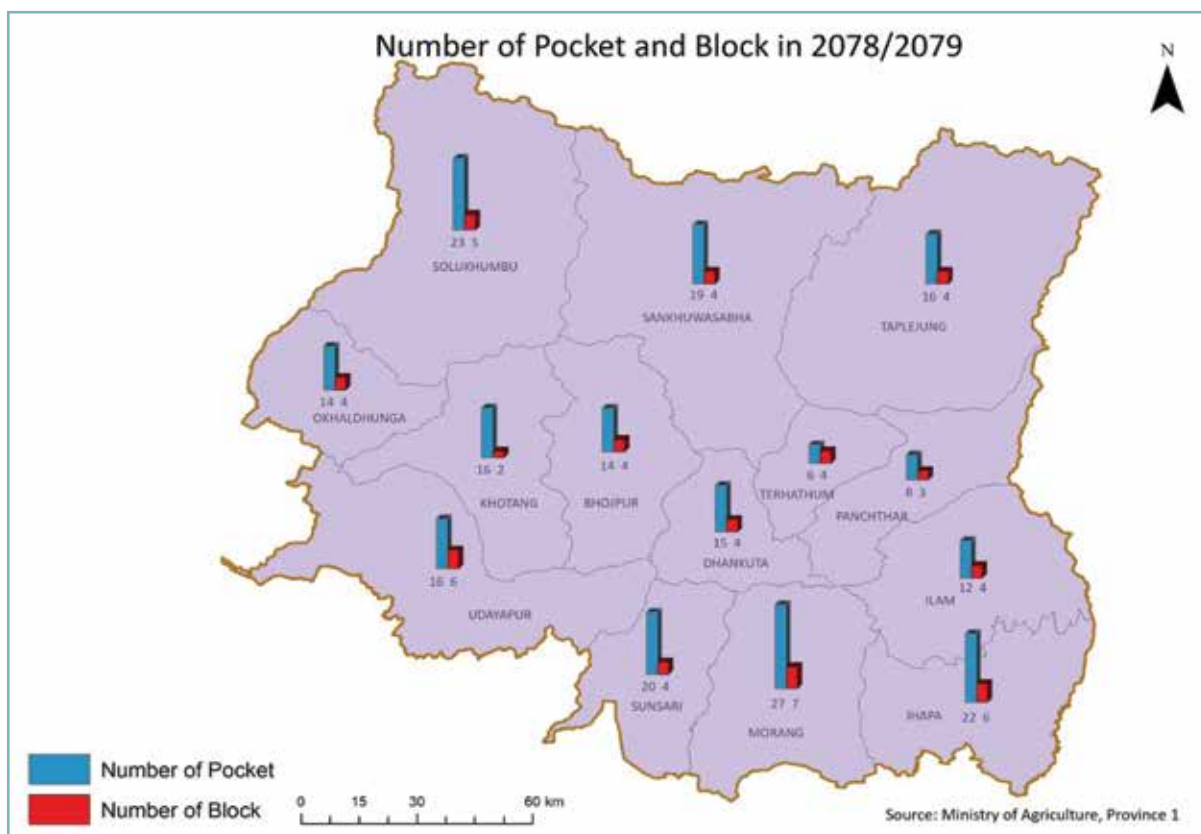 Number of Pocket and Block in 2078/2079
N
23 5
SOLUKHUMBU
19 4
SANKHUWASABHA
16 4
TAPLEJUNG
14 4
OKHALDHUNGA
16 2
KHOTANG
14 4
BHOJPUR
6 4
TERHATHUM
8 3
PANCHTHAR
15 4
DHANKUTA
16 6
UDAYAPUR
12 4
ILAM
20 4
SUNSARI
27 7
MORANG
22 6
JHAPA
Number of Pocket
Number of Block
0 15 30 60 km
Source: Ministry of Agriculture, Province 1